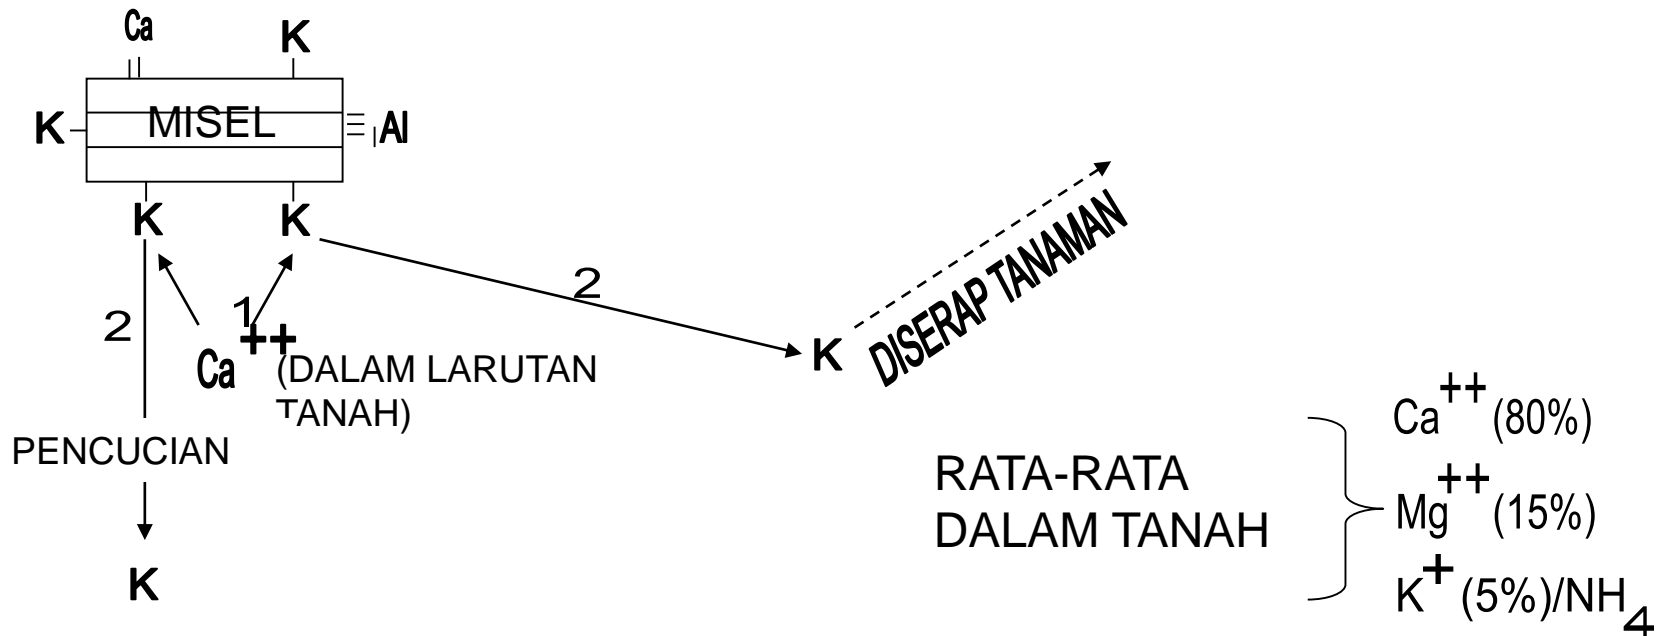 Ca
K
K MISEL Al
K K
2
1
2
Ca++ (DALAM LARUTAN
TANAH)
K DISERAP TANAMAN
PENCUCIAN
K
RATA-RATA
DALAM TANAH
Ca++ (80%)
Mg++ (15%)
K+ (5%)/NH4